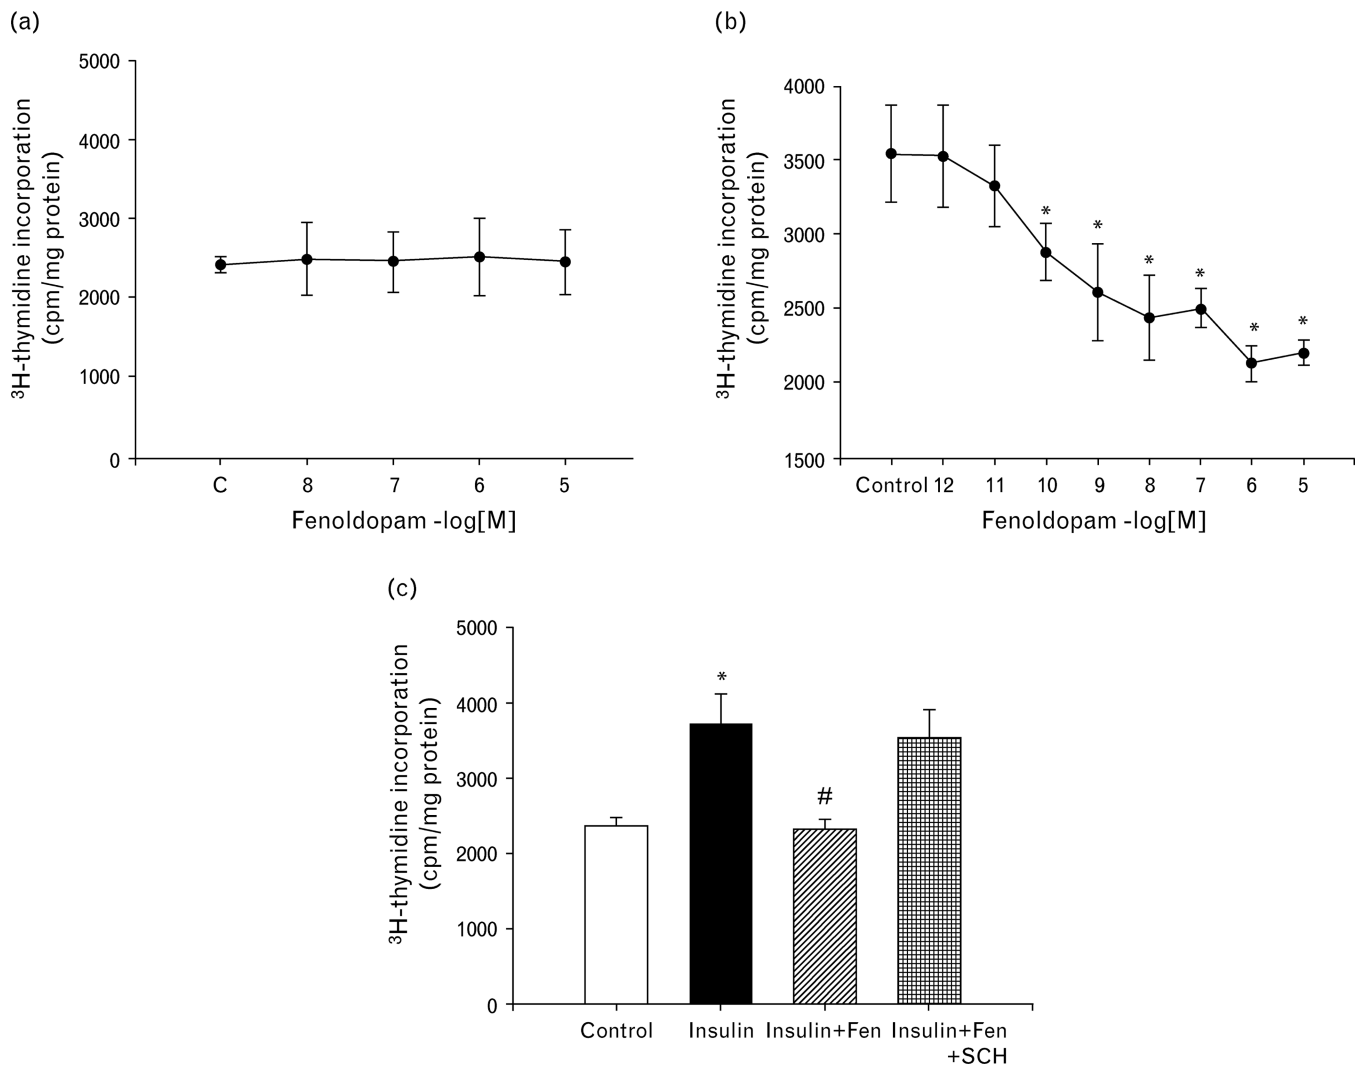 (a)
5000
4000
3000
2000
1000
0
³H-thymidine incorporation
(cpm/mg protein)
C 8 7 6 5
Fenoldopam -log[M]
(b)
4000
3500
3000
2500
2000
1500
³H-thymidine incorporation
(cpm/mg protein)
* * * * * *
Control 12 11 10 9 8 7 6 5
Fenoldopam -log[M]
(c)
5000
4000
3000
2000
1000
0
³H-thymidine incorporation
(cpm/mg protein)
*
#
Control Insulin Insulin+Fen Insulin+Fen
+SCH